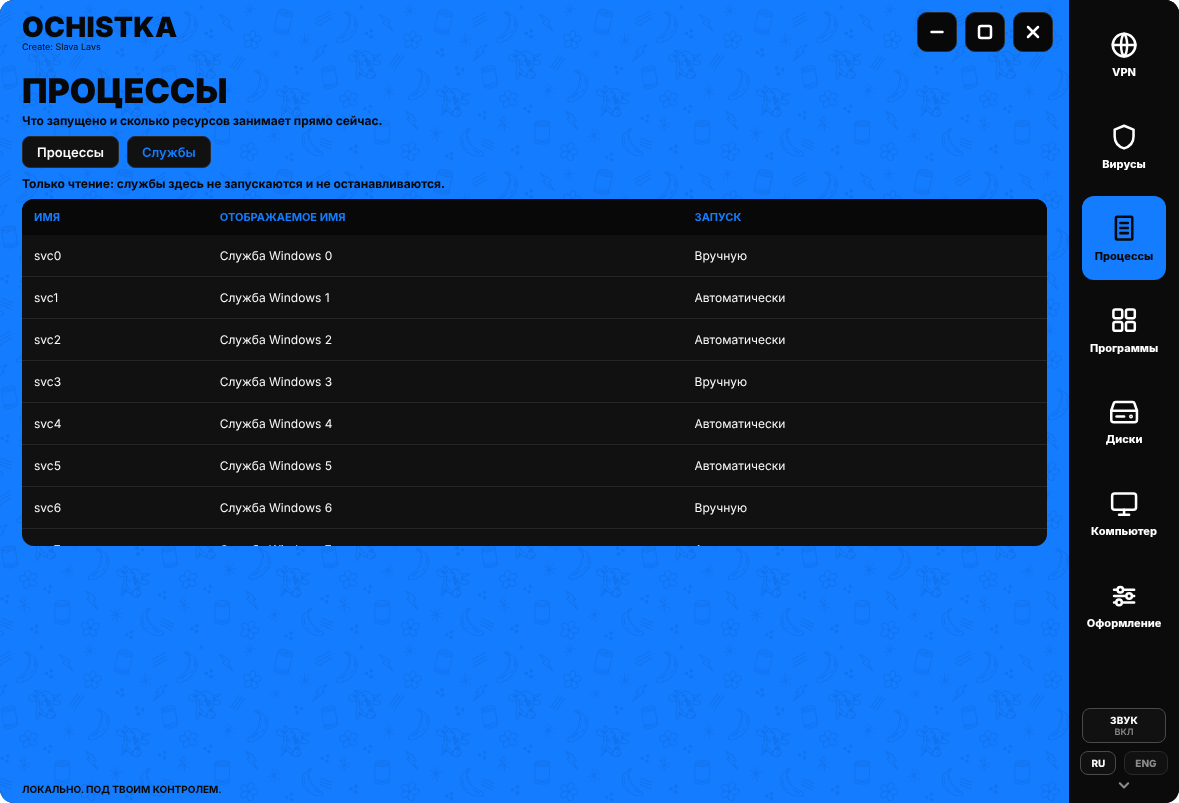 OCHISTKA
Create: Slava Lavs
ПРОЦЕССЫ
Что запущено и сколько ресурсов занимает прямо сейчас.
Процессы Службы
Только чтение: службы здесь не запускаются и не останавливаются.
ИМЯ ОТОБРАЖАЕМОЕ ИМЯ ЗАПУСК
svc0 Служба Windows 0 Вручную
svc1 Служба Windows 1 Автоматически
svc2 Служба Windows 2 Автоматически
svc3 Служба Windows 3 Вручную
svc4 Служба Windows 4 Автоматически
svc5 Служба Windows 5 Автоматически
svc6 Служба Windows 6 Вручную
ЛОКАЛЬНО. ПОД ТВОИМ КОНТРОЛЕМ.
VPN
Вирусы
Процессы
Программы
Диски
Компьютер
Оформление
ЗВУК
ВКЛ
RU ENG